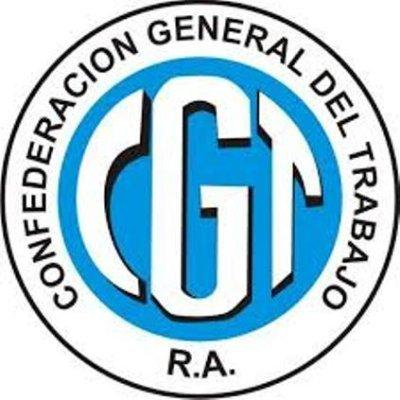 CONFEDERACION GENERAL DEL TRABAJO
CGT
R.A.